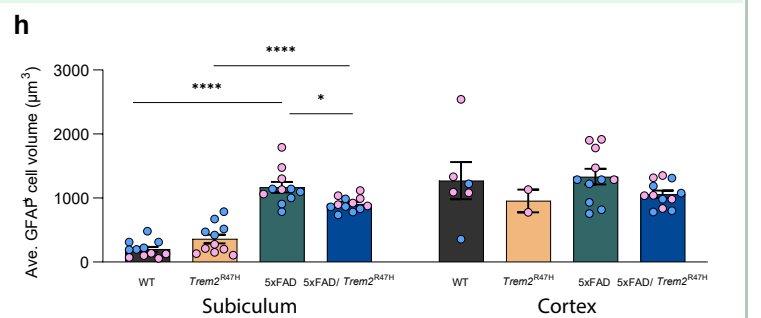 h
****
****
*
Ave. GFAP⁺ cell volume (µm³)
3000
2000
1000
0
WT Trem2ᴿ⁴⁷ᴴ 5xFAD 5xFAD/ Trem2ᴿ⁴⁷ᴴ WT Trem2ᴿ⁴⁷ᴴ 5xFAD 5xFAD/ Trem2ᴿ⁴⁷ᴴ
Subiculum Cortex